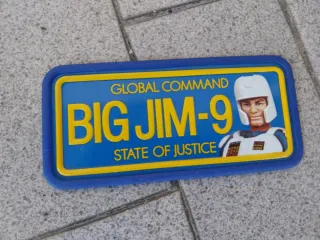 GLOBAL COMMAND
BIG JIM-9
STATE OF JUSTICE